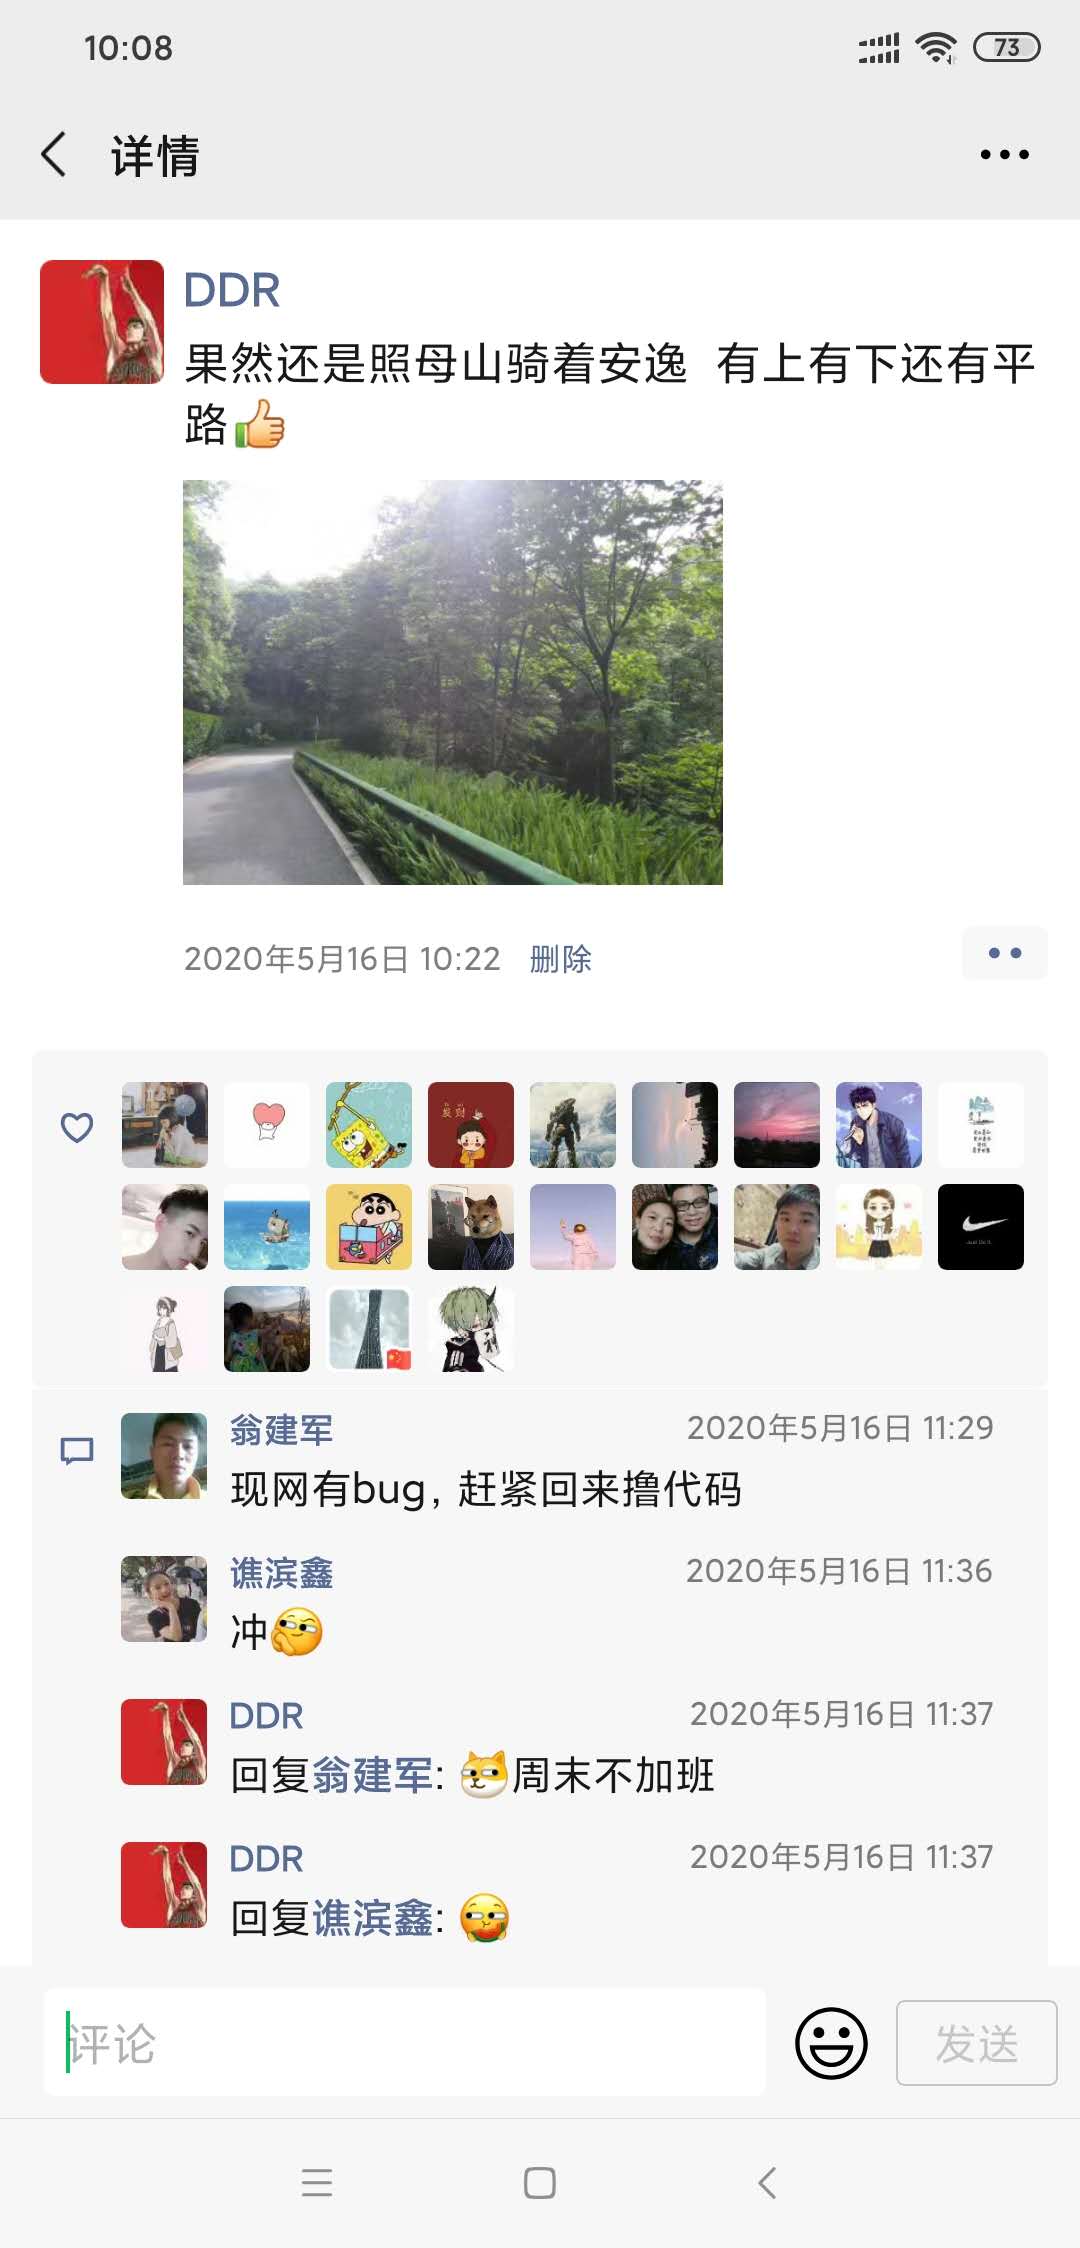 10:08
73
详情
DDR
果然还是照母山骑着安逸 有上有下还有平
路
2020年5月16日 10:22 删除
翁建军 2020年5月16日 11:29
现网有bug, 赶紧回来撸代码
谯滨鑫 2020年5月16日 11:36
冲
DDR 2020年5月16日 11:37
回复翁建军: 周末不加班
DDR 2020年5月16日 11:37
回复谯滨鑫:
评论 发送